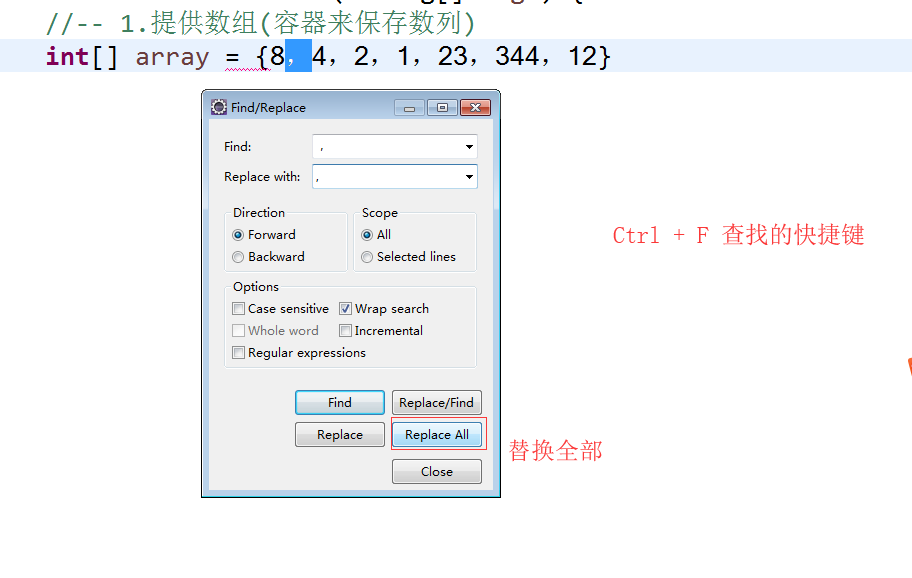 //-- 1.提供数组(容器来保存数列)
int[] array = {8，4，2，1，23，344，12}
Find/Replace
Find: ，
Replace with: ,
Direction
Scope
Forward
All
Backward
Selected lines
Options
Case sensitive
Wrap search
Whole word
Incremental
Regular expressions
Find
Replace/Find
Replace
Replace All
Close
Ctrl + F 查找的快捷键
替换全部